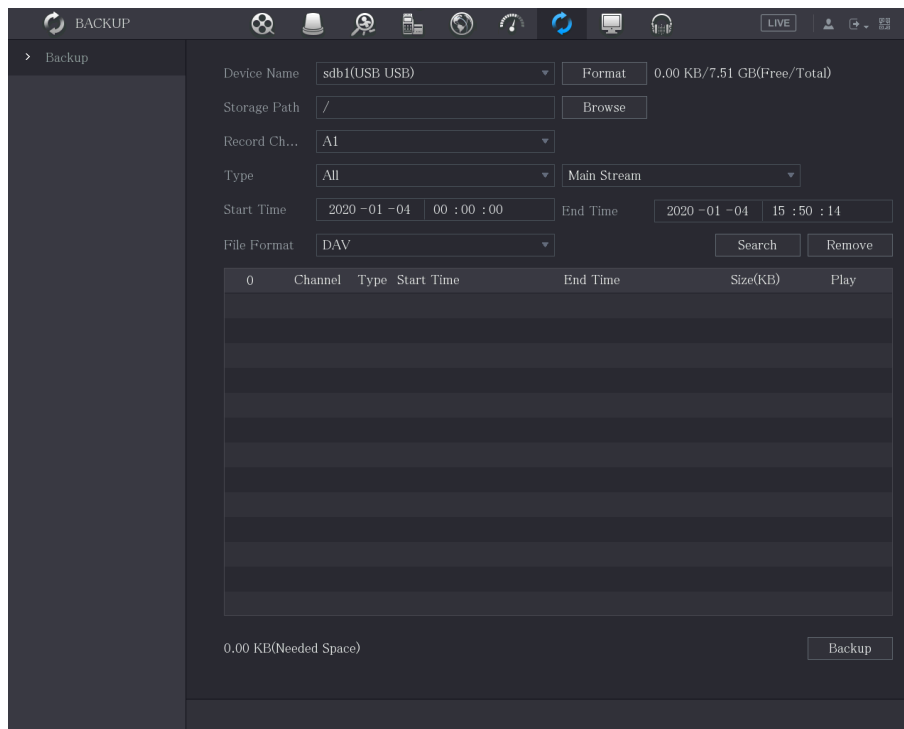 BACKUP LIVE
Backup
Device Name sdb1(USB USB) Format 0.00 KB/7.51 GB(Free/Total)
Storage Path / Browse
Record Ch... A1
Type All Main Stream
Start Time 2020 -01 -04 00 :00 :00 End Time 2020 -01 -04 15 :50 :14
File Format DAV Search Remove
0 Channel Type Start Time End Time Size(KB) Play
0.00 KB(Needed Space) Backup